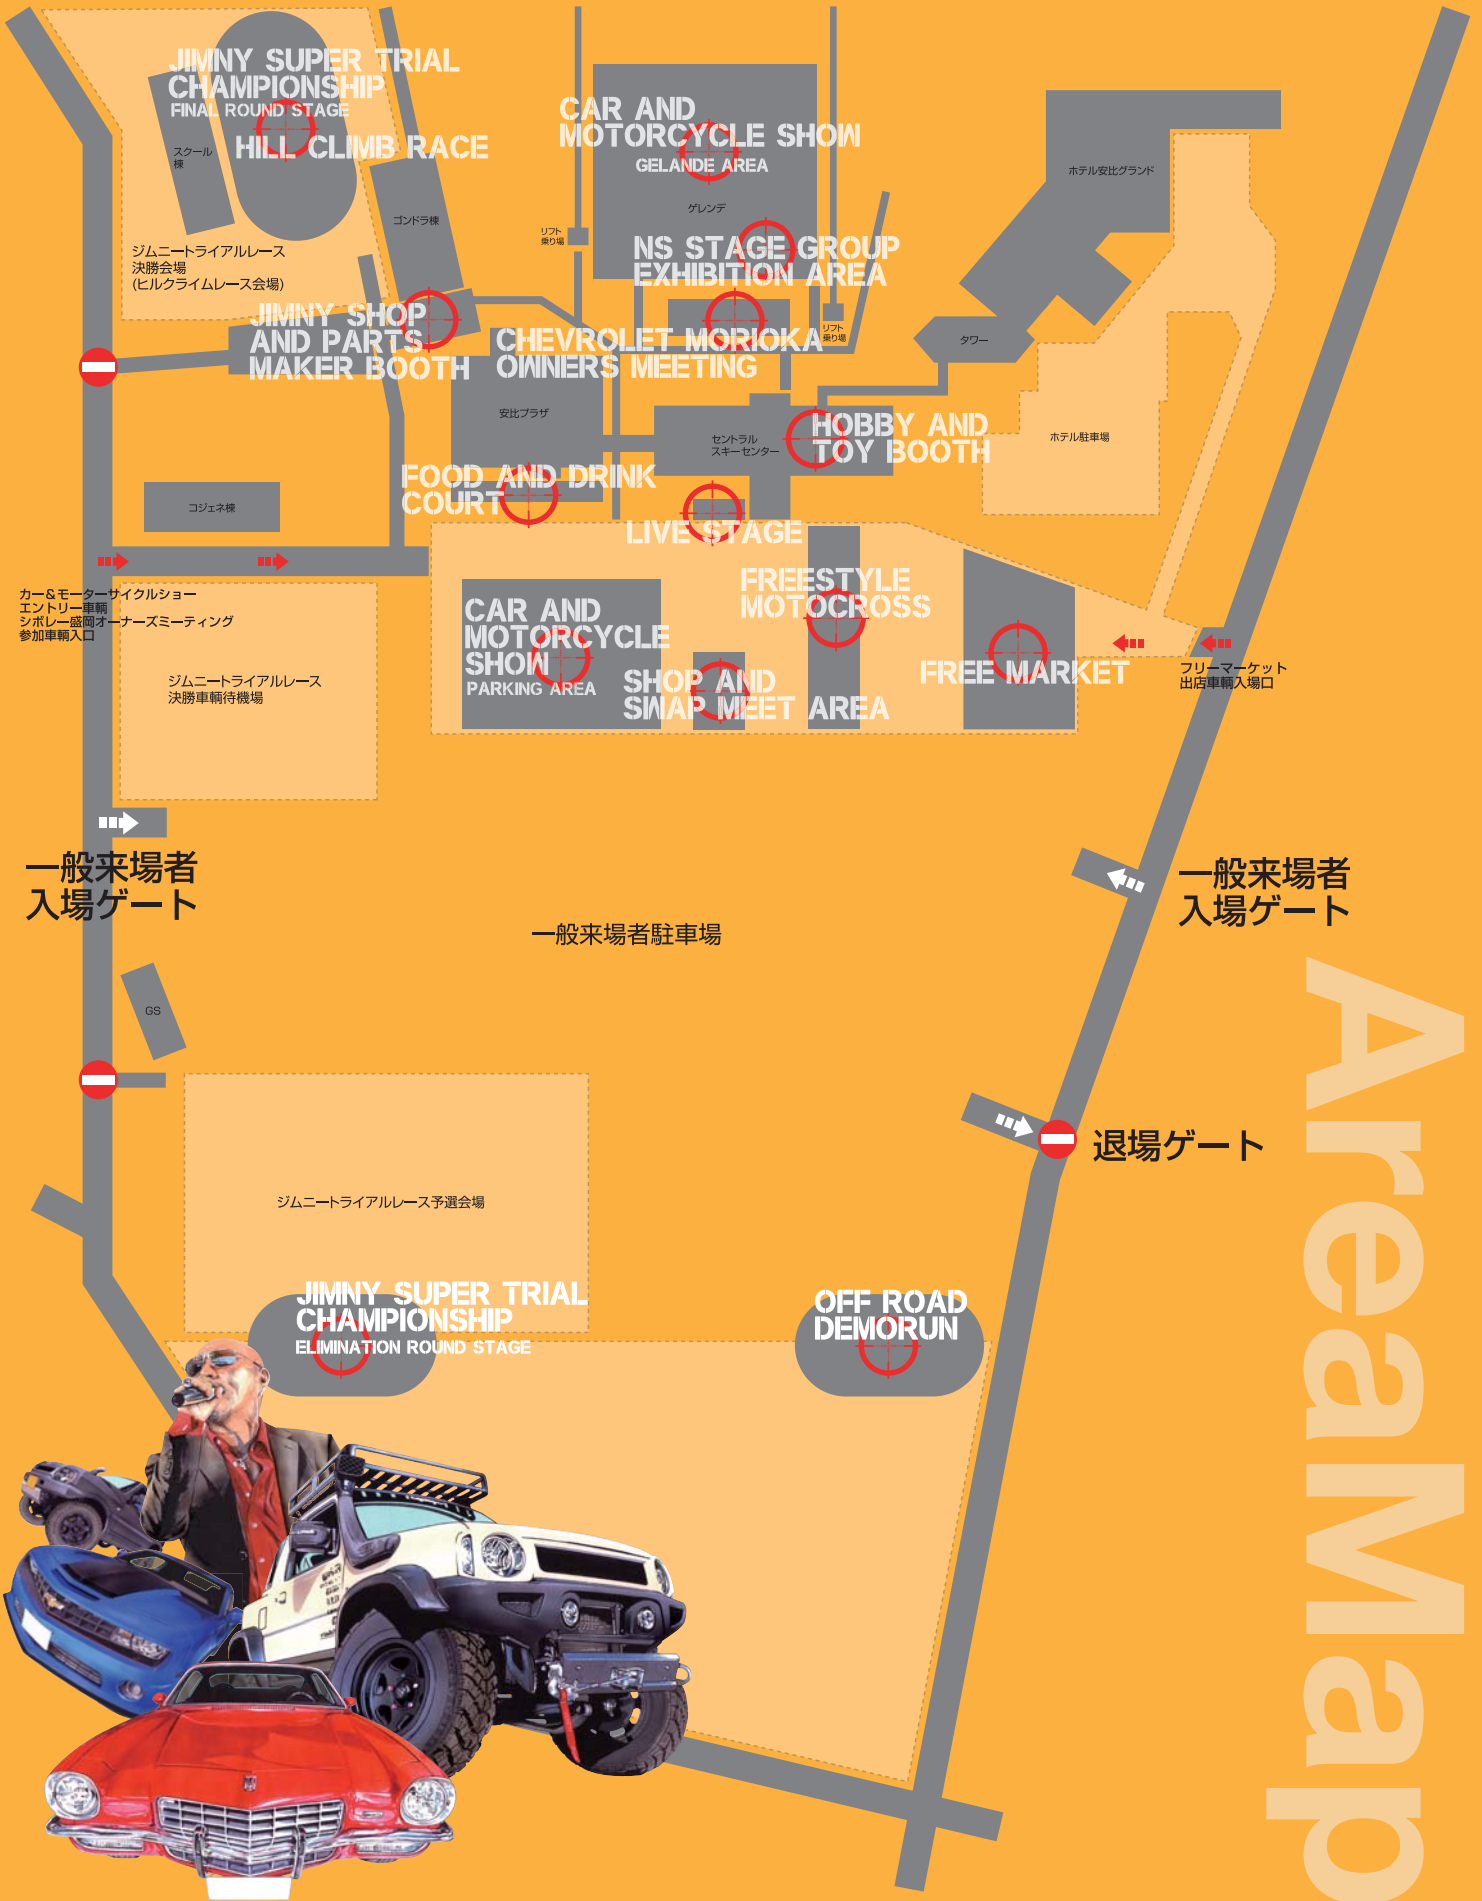 JIMNY SUPER TRIAL
CHAMPIONSHIP
FINAL ROUND STAGE
HILL CLIMB RACE
スクール
棟
ゴンドラ棟
ジムニートライアルレース
決勝会場
(ヒルクライムレース会場)
CAR AND
MOTORCYCLE SHOW
GELANDE AREA
ゲレンデ
リフト
乗り場
NS STAGE GROUP
EXHIBITION AREA
ホテル安比グランド
JIMNY SHOP
AND PARTS
MAKER BOOTH
CHEVROLET MORIOKA
OWNERS MEETING
リフト
乗り場
タワー
安比プラザ
セントラル
スキーセンター
HOBBY AND
TOY BOOTH
ホテル駐車場
FOOD AND DRINK
COURT
コジェネ棟
LIVE STAGE
カー＆モーターサイクルショー
エントリー車輌
シボレー盛岡オーナーズミーティング
参加車輌入口
CAR AND
MOTORCYCLE
SHOW
PARKING AREA
FREESTYLE
MOTOCROSS
SHOP AND
SWAP MEET AREA
FREE MARKET
フリーマーケット
出店車輌入場口
ジムニートライアルレース
決勝車輌待機場
一般来場者
入場ゲート
一般来場者
入場ゲート
一般来場者駐車場
GS
退場ゲート
ジムニートライアルレース予選会場
JIMNY SUPER TRIAL
CHAMPIONSHIP
ELIMINATION ROUND STAGE
OFF ROAD
DEMORUN
AreaMap